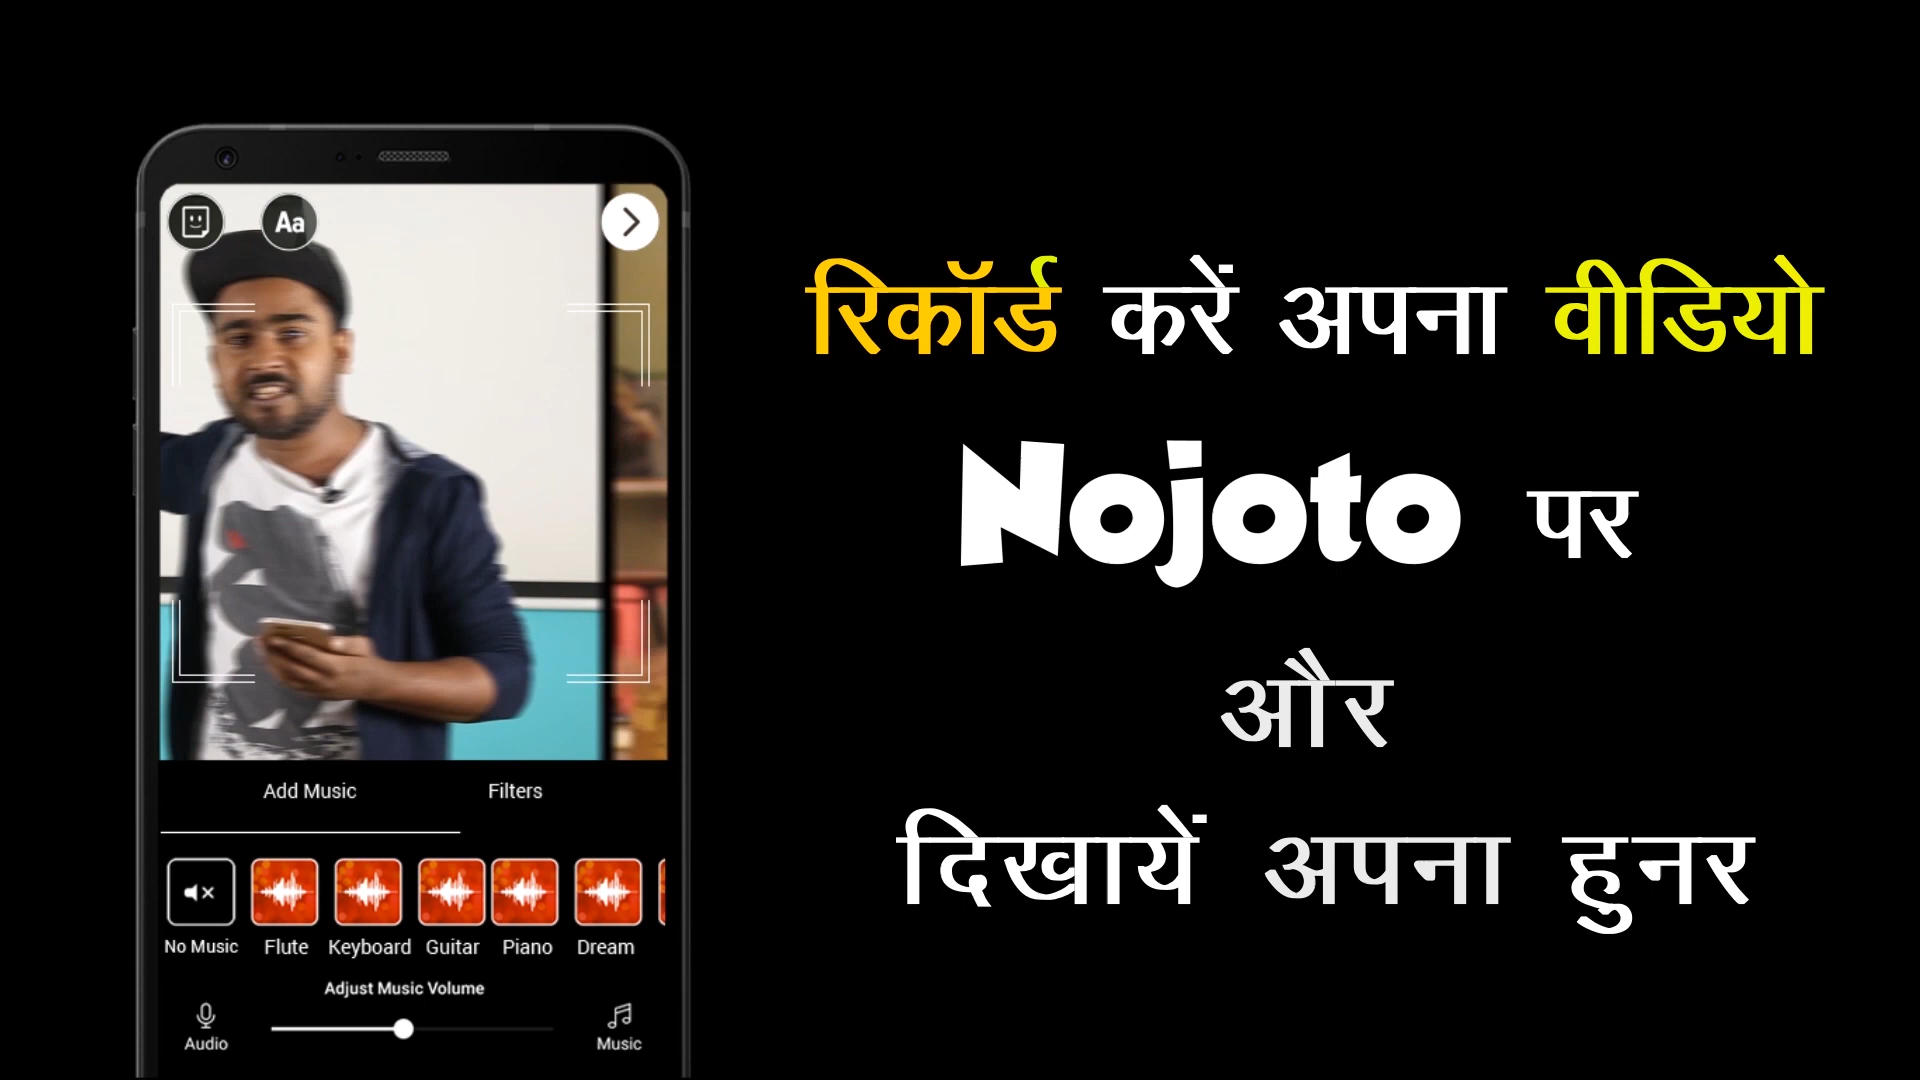 Aa
रिकॉर्ड करें अपना वीडियो
Nojoto पर
और
दिखायें अपना हुनर
Add Music Filters
No Music Flute Keyboard Guitar Piano Dream
Adjust Music Volume
Audio Music